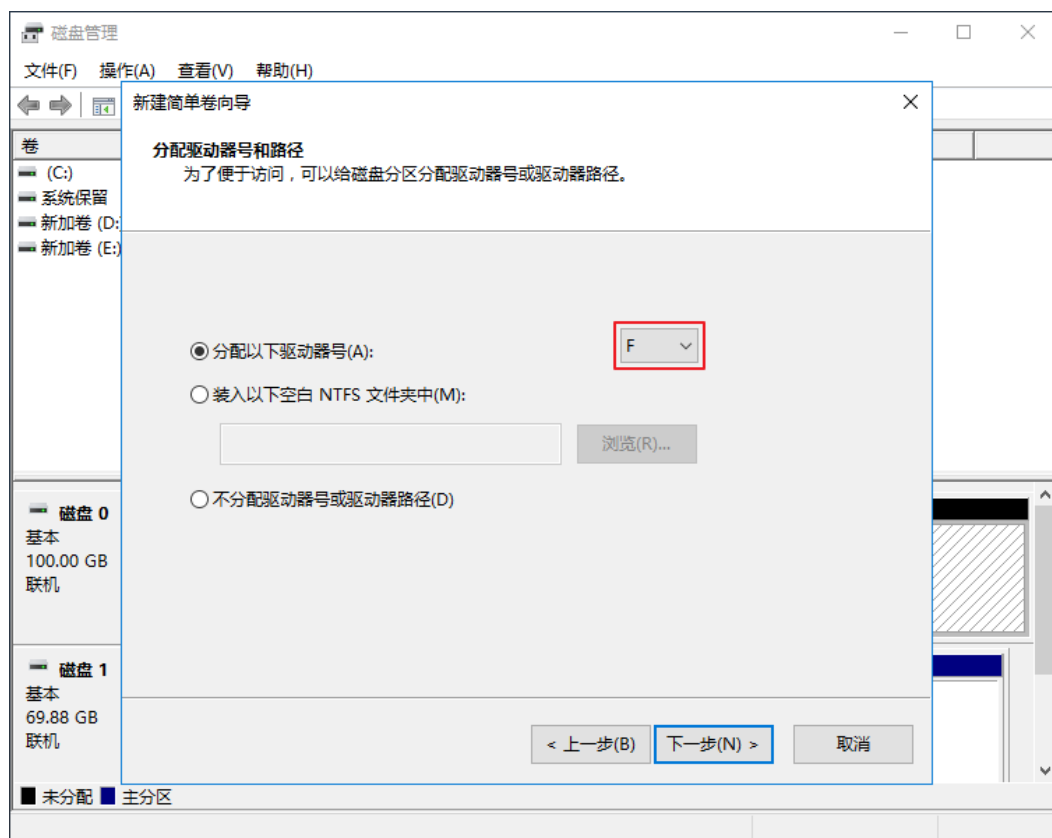 磁盘管理
文件(F) 操作(A) 查看(V) 帮助(H)
新建简单卷向导
卷
分配驱动器号和路径
为了便于访问，可以给磁盘分区分配驱动器号或驱动器路径。
(C:)
系统保留
新加卷 (D:
新加卷 (E:)
分配以下驱动器号(A): F
装入以下空白 NTFS 文件夹中(M):
浏览(R)...
不分配驱动器号或驱动器路径(D)
磁盘 0
基本
100.00 GB
联机
磁盘 1
基本
69.88 GB
联机
< 上一步(B) 下一步(N) > 取消
未分配 主分区